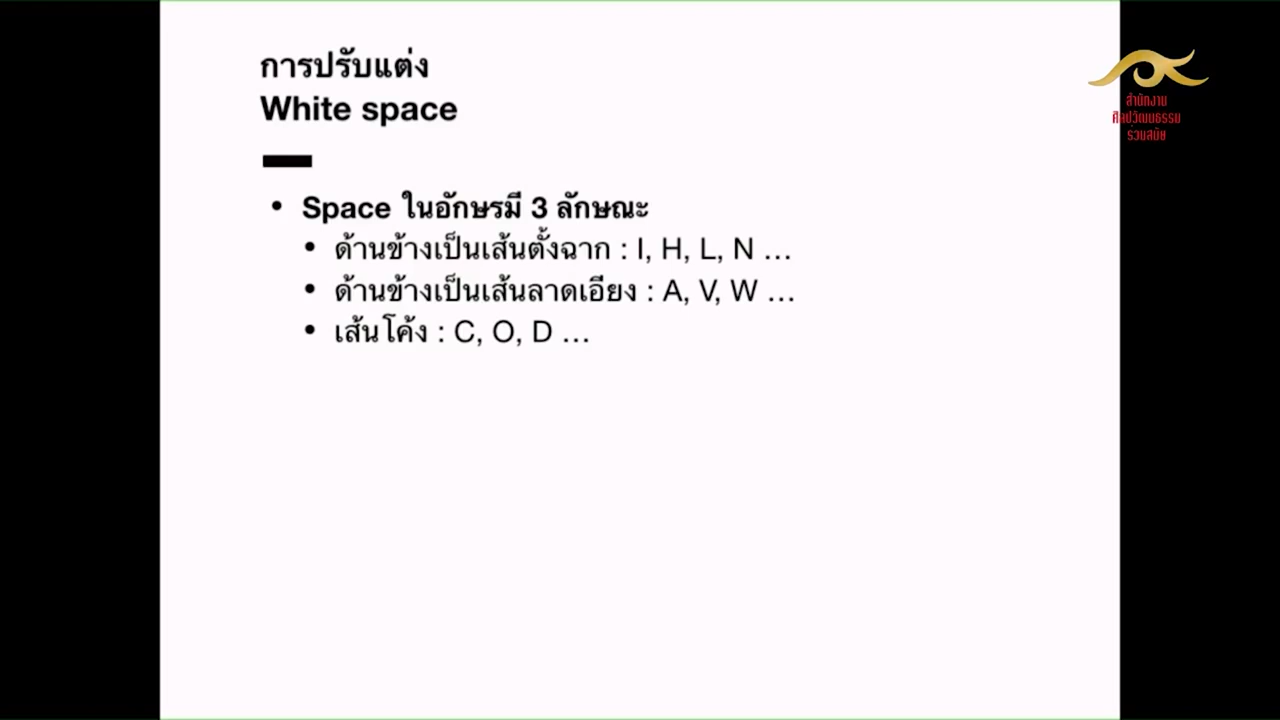 การปรับแต่ง
White space
• Space ในอักษรมี 3 ลักษณะ
• ด้านข้างเป็นเส้นตั้งฉาก : I, H, L, N ...
• ด้านข้างเป็นเส้นลาดเอียง : A, V, W ...
• เส้นโค้ง : C, O, D ...
สำนักงาน
ศิลปวัฒนธรรม
ร่วมสมัย